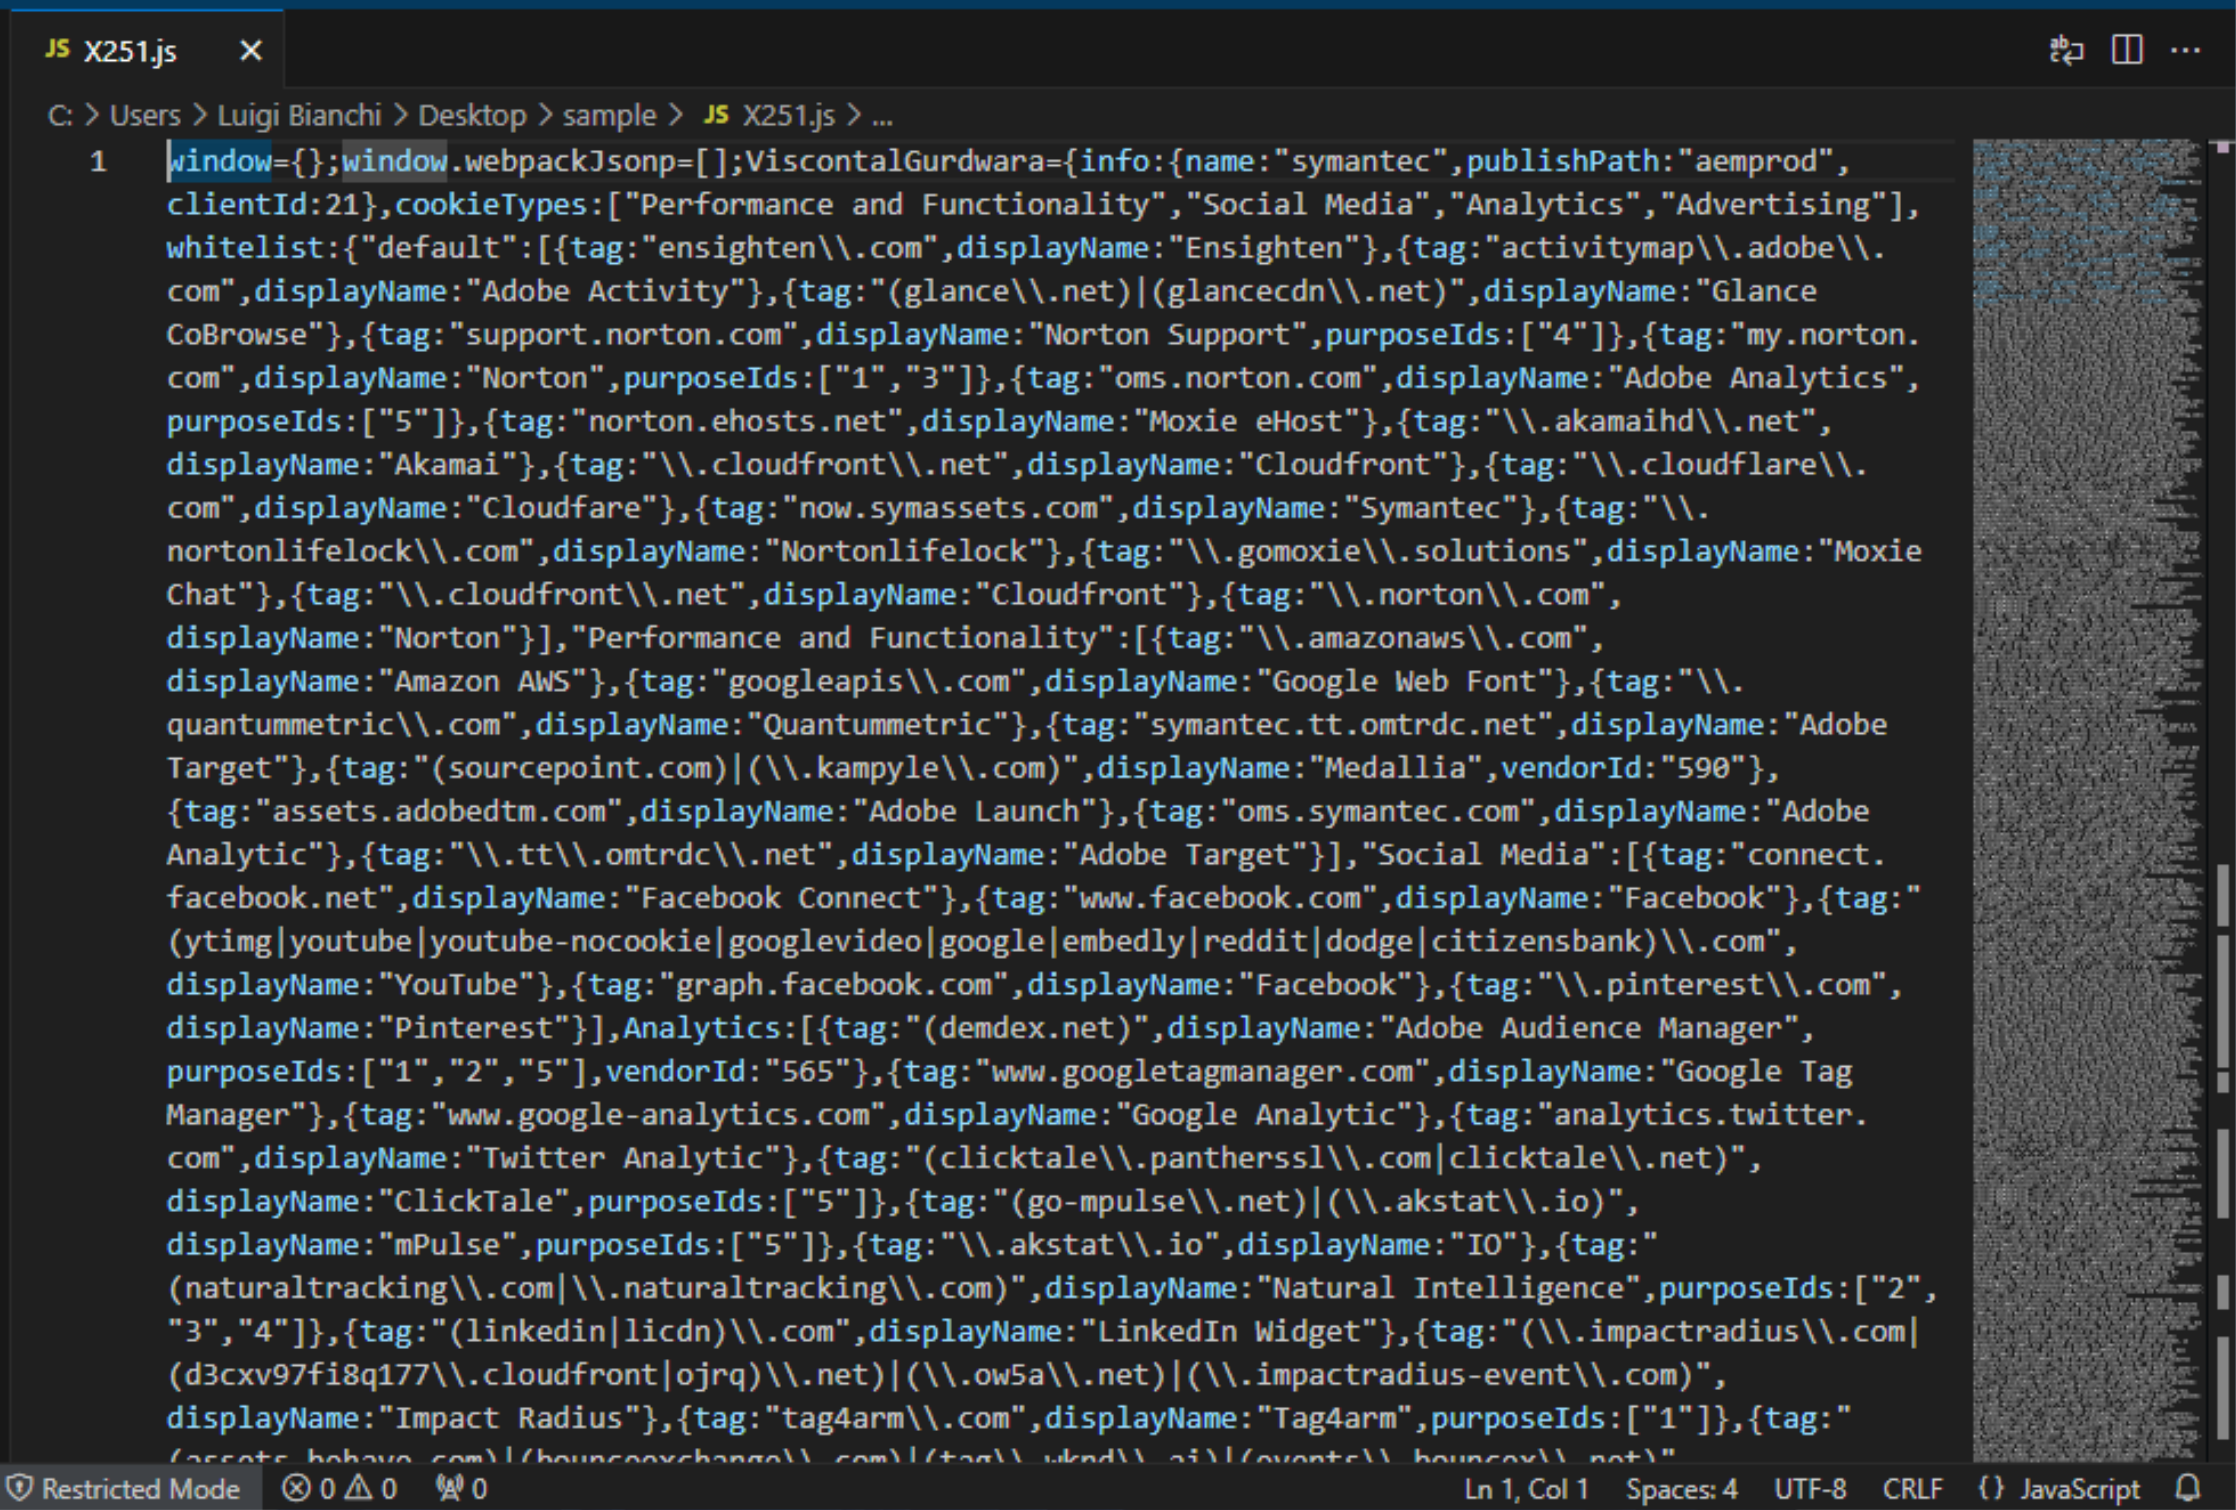 JS X251.js
C: > Users > Luigi Bianchi > Desktop > sample > JS X251.js > ...
1 window={};window.webpackJsonp=[];ViscontalGurdwara={info:{name:"symantec",publishPath:"aemprod",
clientId:21},cookieTypes:["Performance and Functionality","Social Media","Analytics","Advertising"],
whitelist:{"default":[{tag:"ensighten\\.com",displayName:"Ensighten"},{tag:"activitymap\\.adobe\\.
com",displayName:"Adobe Activity"},{tag:"(glance\\.net)|(glancecdn\\.net)",displayName:"Glance
CoBrowse"},{tag:"support.norton.com",displayName:"Norton Support",purposeIds:["4"]},{tag:"my.norton.
com",displayName:"Norton",purposeIds:["1","3"]},{tag:"oms.norton.com",displayName:"Adobe Analytics",
purposeIds:["5"]},{tag:"norton.ehosts.net",displayName:"Moxie eHost"},{tag:"\\.akamaihd\\.net",
displayName:"Akamai"},{tag:"\\.cloudfront\\.net",displayName:"Cloudfront"},{tag:"\\.cloudflare\\.
com",displayName:"Cloudfare"},{tag:"now.symassets.com",displayName:"Symantec"},{tag:"\\.
nortonlifelock\\.com",displayName:"Nortonlifelock"},{tag:"\\.gomoxie\\.solutions",displayName:"Moxie
Chat"},{tag:"\\.cloudfront\\.net",displayName:"Cloudfront"},{tag:"\\.norton\\.com",
displayName:"Norton"}],"Performance and Functionality":[{tag:"\\.amazonaws\\.com",
displayName:"Amazon AWS"},{tag:"googleapis\\.com",displayName:"Google Web Font"},{tag:"\\.
quantummetric\\.com",displayName:"Quantummetric"},{tag:"symantec.tt.omtrdc.net",displayName:"Adobe
Target"},{tag:"(sourcepoint.com)|(\\.kampyle\\.com)",displayName:"Medallia",vendorId:"590"},
{tag:"assets.adobedtm.com",displayName:"Adobe Launch"},{tag:"oms.symantec.com",displayName:"Adobe
Analytic"},{tag:"\\.tt\\.omtrdc\\.net",displayName:"Adobe Target"}],"Social Media":[{tag:"connect.
facebook.net",displayName:"Facebook Connect"},{tag:"www.facebook.com",displayName:"Facebook"},{tag:"
(ytimg|youtube|youtube-nocookie|googlevideo|google|embedly|reddit|dodge|citizensbank)\\.com",
displayName:"YouTube"},{tag:"graph.facebook.com",displayName:"Facebook"},{tag:"\\.pinterest\\.com",
displayName:"Pinterest"}],Analytics:[{tag:"(demdex.net)",displayName:"Adobe Audience Manager",
purposeIds:["1","2","5"],vendorId:"565"},{tag:"www.googletagmanager.com",displayName:"Google Tag
Manager"},{tag:"www.google-analytics.com",displayName:"Google Analytic"},{tag:"analytics.twitter.
com",displayName:"Twitter Analytic"},{tag:"(clicktale\\.pantherssl\\.com|clicktale\\.net)",
displayName:"ClickTale",purposeIds:["5"]},{tag:"(go-mpulse\\.net)|(\\.akstat\\.io)",
displayName:"mPulse",purposeIds:["5"]},{tag:"\\.akstat\\.io",displayName:"IO"},{tag:"
(naturaltracking\\.com|\\.naturaltracking\\.com)",displayName:"Natural Intelligence",purposeIds:["2",
"3","4"]},{tag:"(linkedin|licdn)\\.com",displayName:"LinkedIn Widget"},{tag:"(\\.impactradius\\.com|
(d3cxv97fi8q177\\.cloudfront|ojrq)\\.net)|(\\.ow5a\\.net)|(\\.impactradius-event\\.com)",
displayName:"Impact Radius"},{tag:"tag4arm\\.com",displayName:"Tag4arm",purposeIds:["1"]},{tag:"
(assets.behave.com)|(bounceexchange\\.com)|(tag\\.wknd\\.ai)|(events\\.bouncex\\.net)"
Restricted Mode 0 0 0 Ln 1, Col 1 Spaces: 4 UTF-8 CRLF {} JavaScript